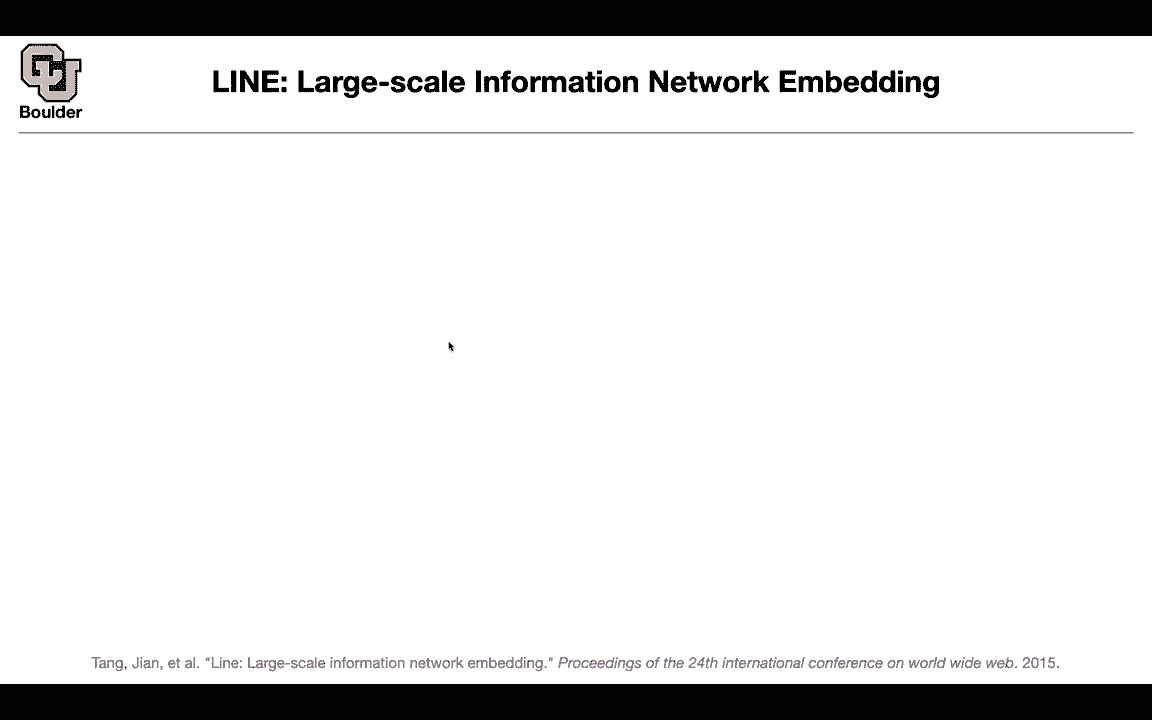 CU
Boulder
LINE: Large-scale Information Network Embedding
Tang, Jian, et al. "Line: Large-scale information network embedding." Proceedings of the 24th international conference on world wide web. 2015.